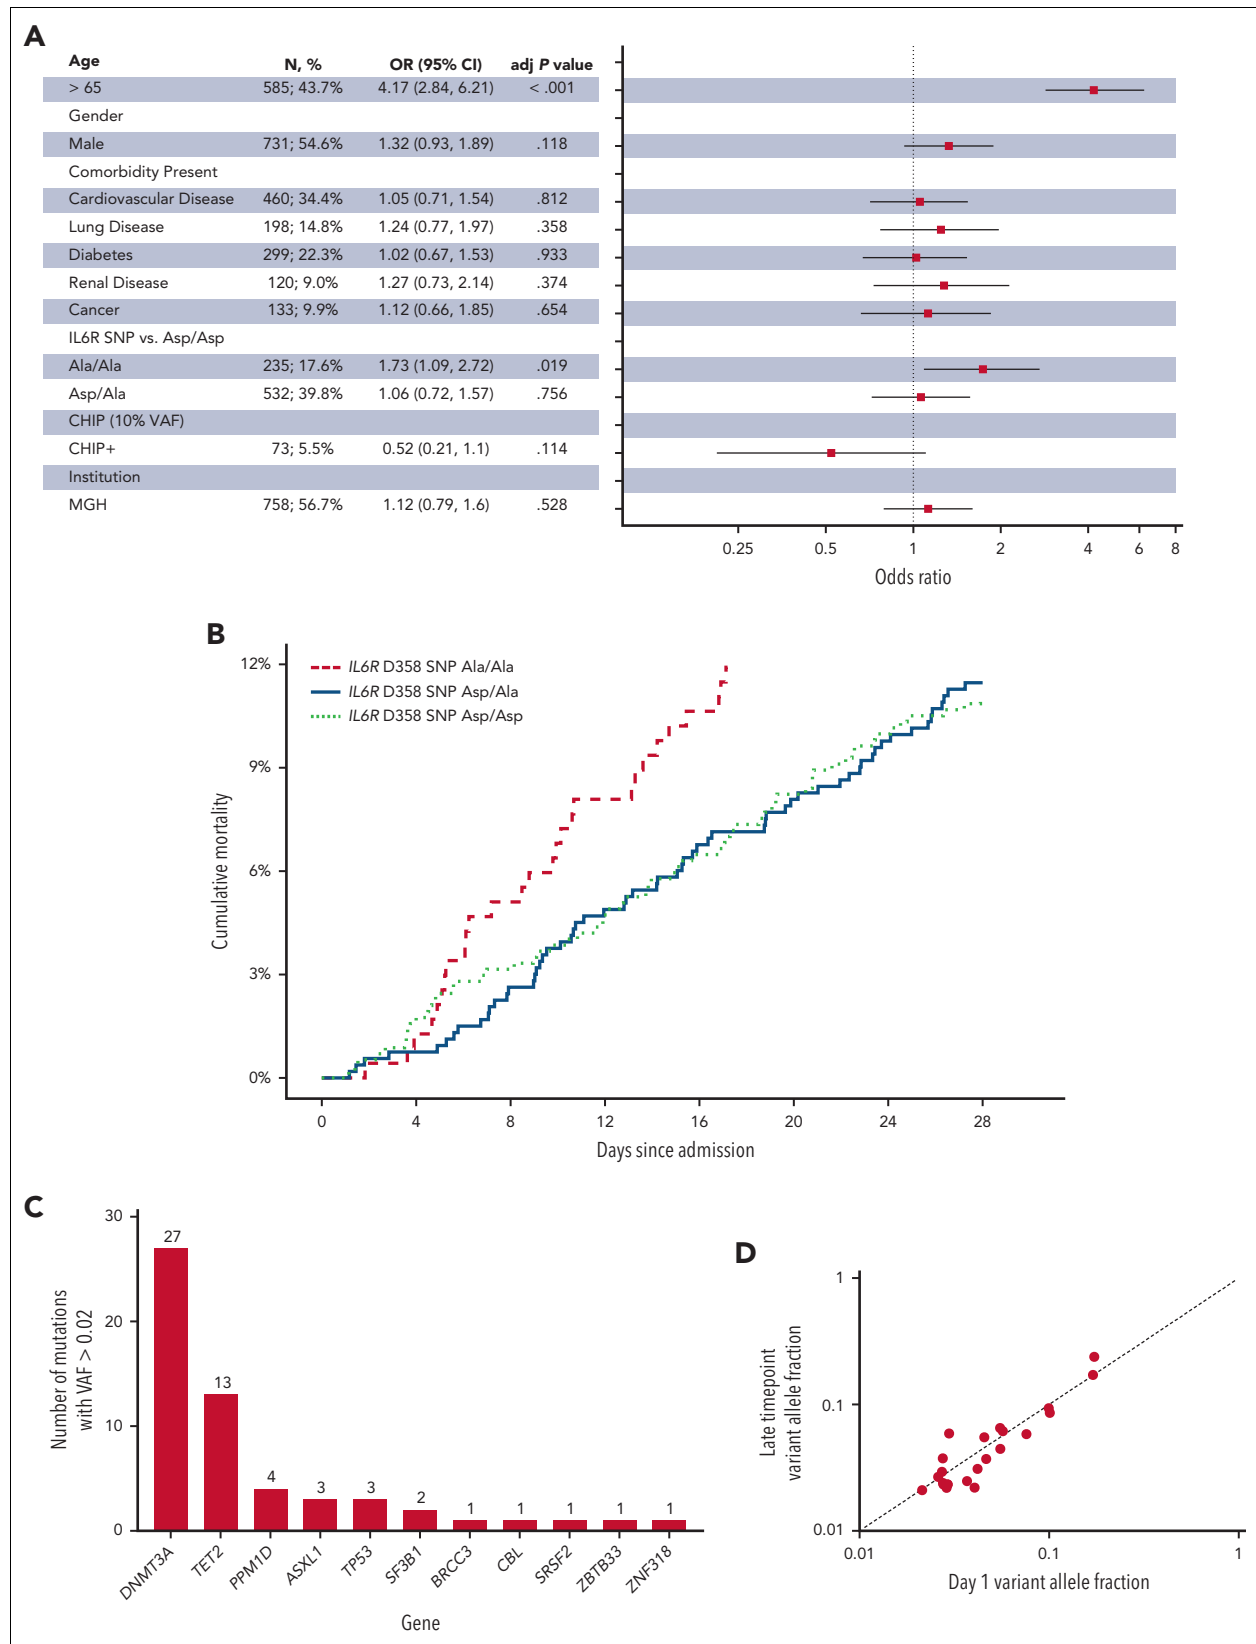 A
Age N, % OR (95% CI) adj P value
> 65 585; 43.7% 4.17 (2.84, 6.21) < .001
Gender
Male 731; 54.6% 1.32 (0.93, 1.89) .118
Comorbidity Present
Cardiovascular Disease 460; 34.4% 1.05 (0.71, 1.54) .812
Lung Disease 198; 14.8% 1.24 (0.77, 1.97) .358
Diabetes 299; 22.3% 1.02 (0.67, 1.53) .933
Renal Disease 120; 9.0% 1.27 (0.73, 2.14) .374
Cancer 133; 9.9% 1.12 (0.66, 1.85) .654
IL6R SNP vs. Asp/Asp
Ala/Ala 235; 17.6% 1.73 (1.09, 2.72) .019
Asp/Ala 532; 39.8% 1.06 (0.72, 1.57) .756
CHIP (10% VAF)
CHIP+ 73; 5.5% 0.52 (0.21, 1.1) .114
Institution
MGH 758; 56.7% 1.12 (0.79, 1.6) .528
0.25 0.5 1 2 4 6 8
Odds ratio
B
12%
9%
6%
3%
0%
Cumulative mortality
IL6R D358 SNP Ala/Ala
IL6R D358 SNP Asp/Ala
IL6R D358 SNP Asp/Asp
0 4 8 12 16 20 24 28
Days since admission
C
30
20
10
0
Number of mutations
with VAF > 0.02
27 13 4 3 3 2 1 1 1 1 1
DNMT3A TET2 PPM1D ASXL1 TP53 SF3B1 BRCC3 CBL SRSF2 ZBTB33 ZNF318
Gene
D
1
0.1
0.01
Late timepoint
variant allele fraction
0.01 0.1 1
Day 1 variant allele fraction